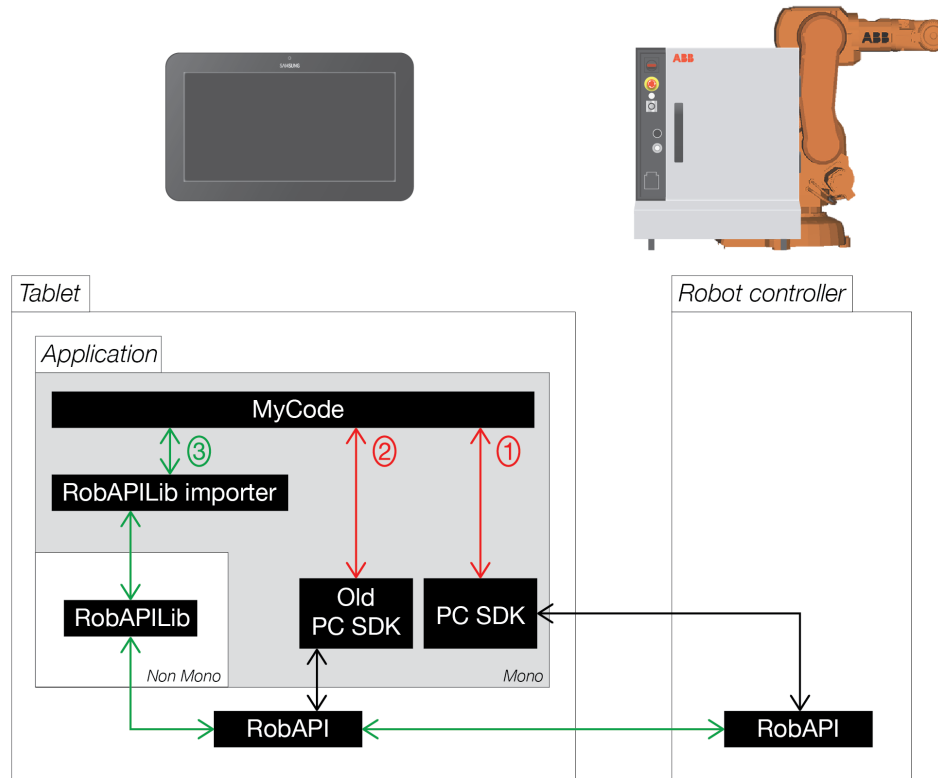 SAMSUNG
ABB
ABB
Tablet
Robot controller
Application
MyCode
3
2
1
RobAPILib importer
Old
PC SDK
PC SDK
RobAPILib
Non Mono
Mono
RobAPI
RobAPI